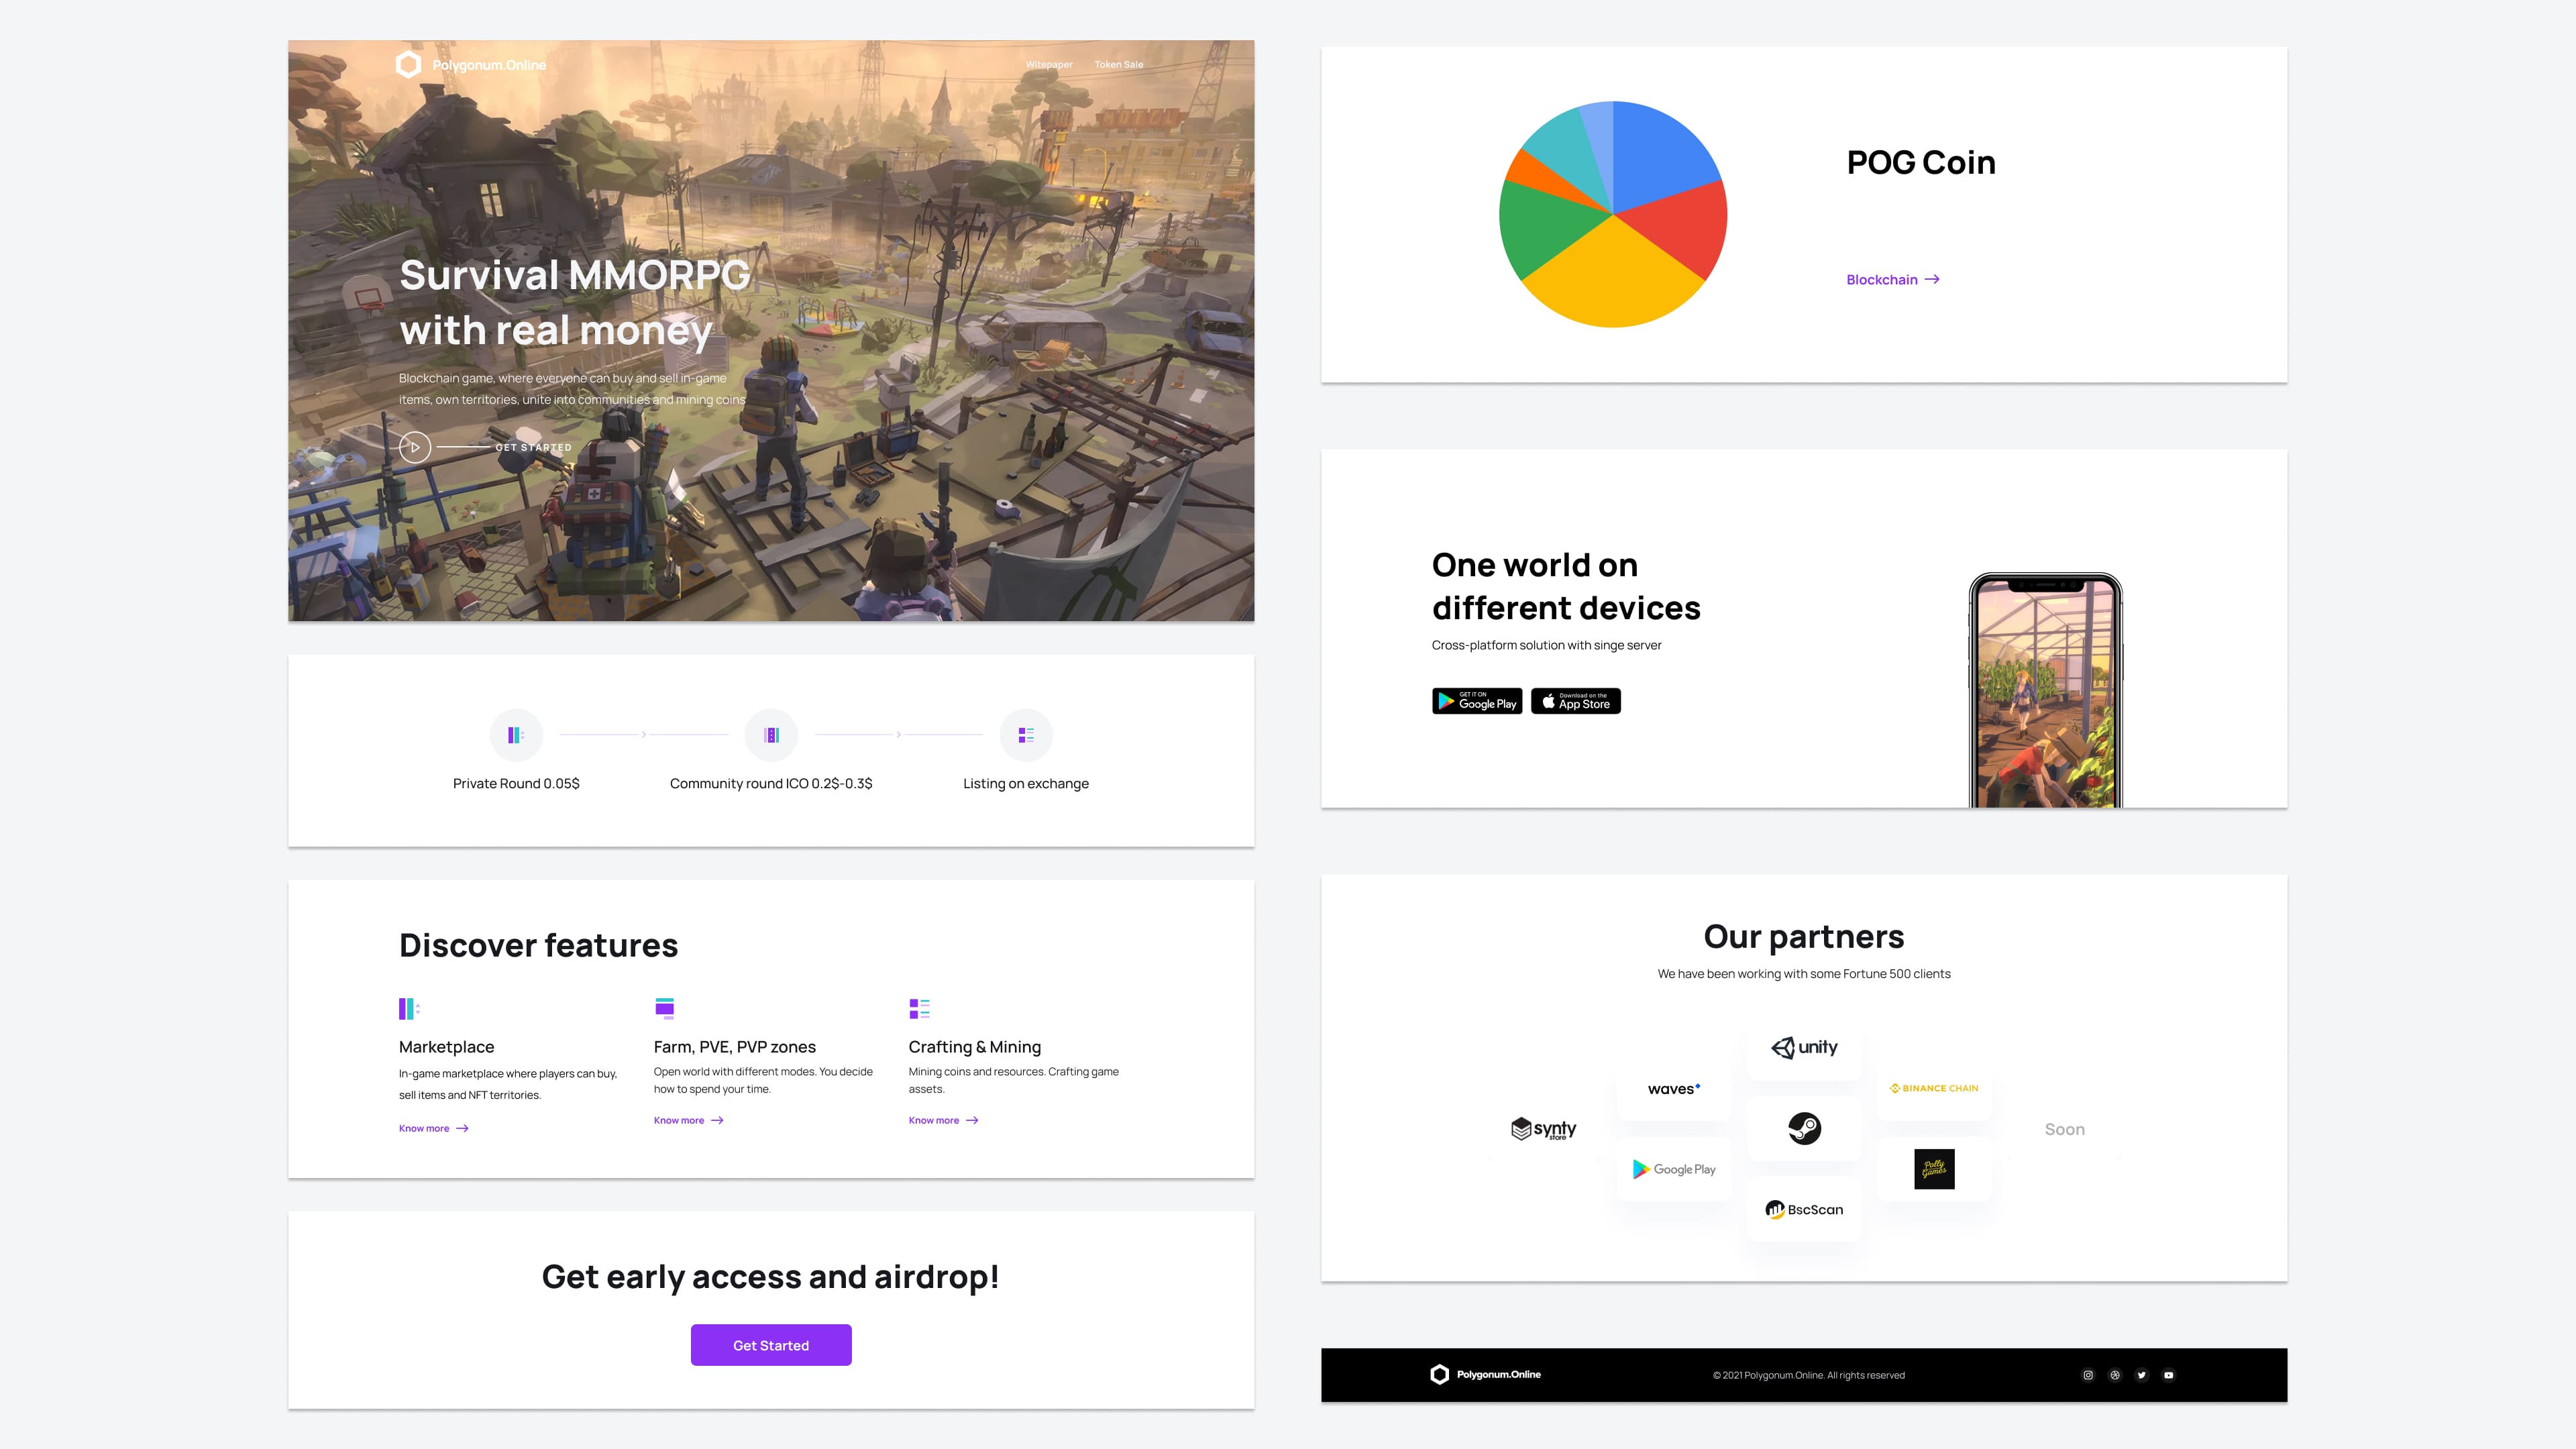 Polygonum.Online
Witepaper
Token Sale
HOTEL
Survival MMORPG
with real money
Blockchain game, where everyone can buy and sell in-game
items, own territories, unite into communities and mining coins
GET STARTED
Private Round 0.05$
Community round ICO 0.2$-0.3$
Listing on exchange
Discover features
Marketplace
In-game marketplace where players can buy,
sell items and NFT territories.
Know more
Farm, PVE, PVP zones
Open world with different modes. You decide
how to spend your time.
Know more
Crafting & Mining
Mining coins and resources. Crafting game
assets.
Know more
Get early access and airdrop!
Get Started
POG Coin
Blockchain
One world on
different devices
Cross-platform solution with singe server
GET IT ON
Google Play
Download on the
App Store
Our partners
We have been working with some Fortune 500 clients
unity
waves
BINANCE CHAIN
synty
store
Soon
Google Play
Polly
Games
BscScan
Polygonum.Online
© 2021 Polygonum.Online. All rights reserved